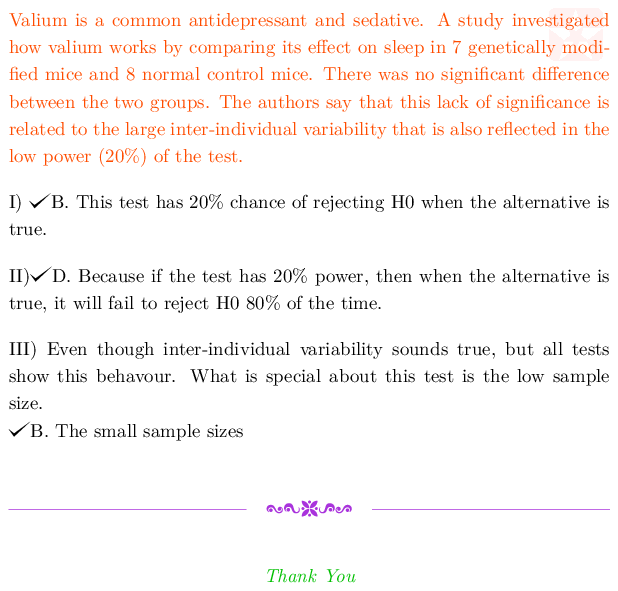 Valium is a common antidepressant and sedative. A study investigated
how valium works by comparing its effect on sleep in 7 genetically modi-
fied mice and 8 normal control mice. There was no significant difference
between the two groups. The authors say that this lack of significance is
related to the large inter-individual variability that is also reflected in the
low power (20%) of the test.
I) ✓B. This test has 20% chance of rejecting H0 when the alternative is
true.
II)✓D. Because if the test has 20% power, then when the alternative is
true, it will fail to reject H0 80% of the time.
III) Even though inter-individual variability sounds true, but all tests
show this behavour. What is special about this test is the low sample
size.
✓B. The small sample sizes
Thank You